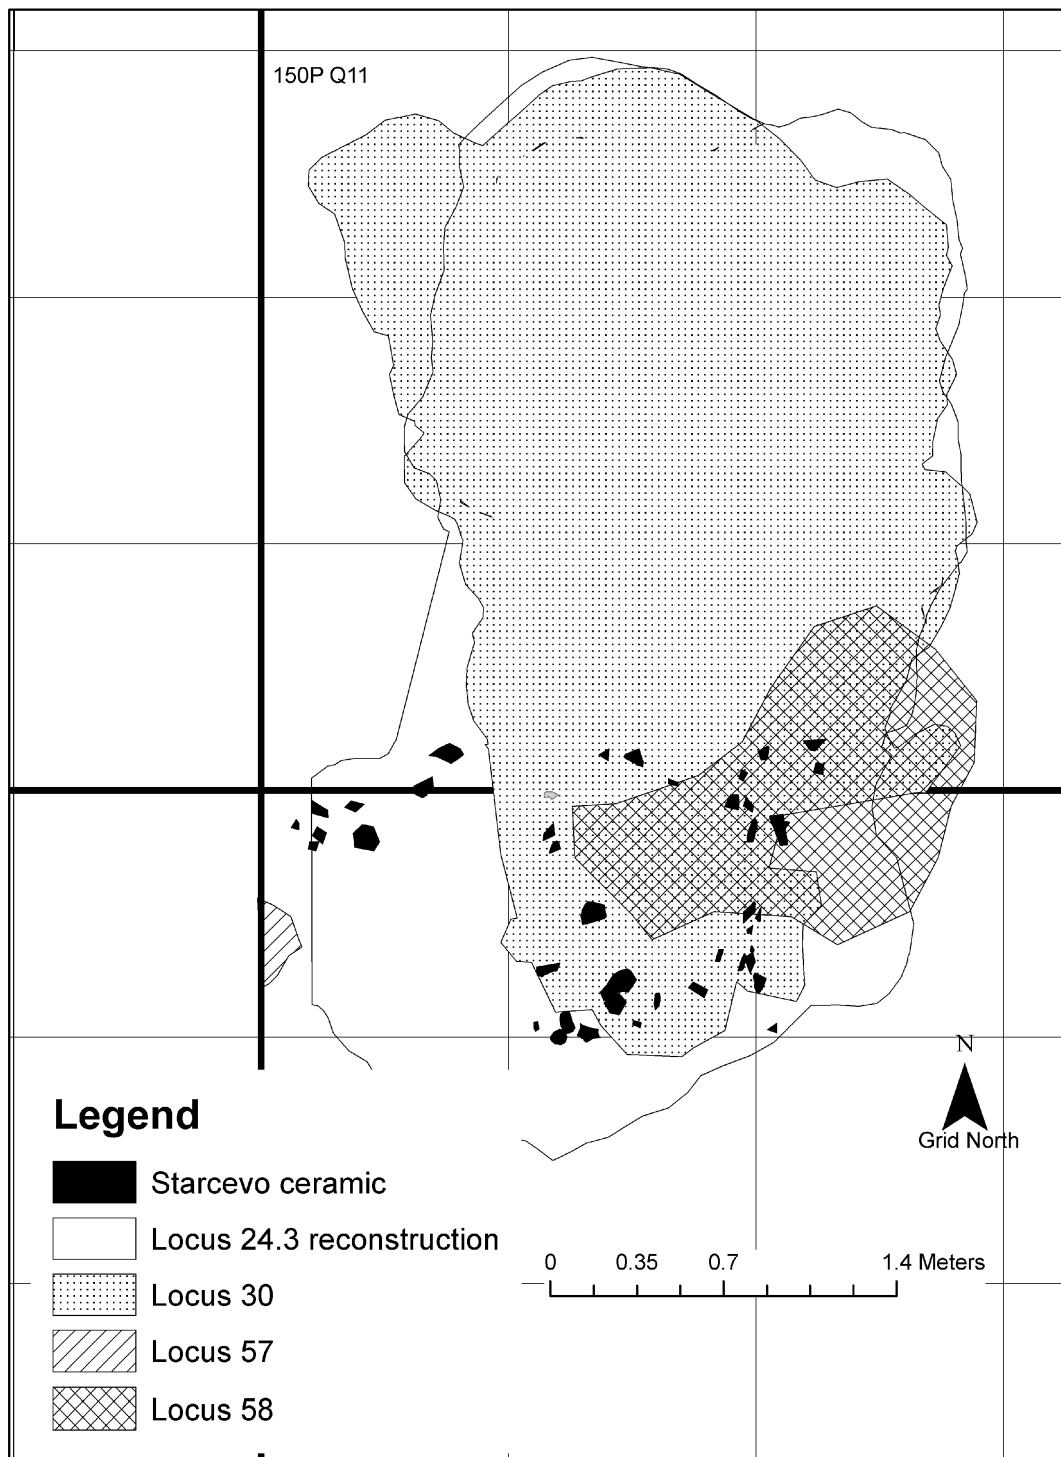 150P Q11
N
Grid North
Legend
Starcevo ceramic
Locus 24.3 reconstruction
Locus 30
Locus 57
Locus 58
0 0.35 0.7 1.4 Meters